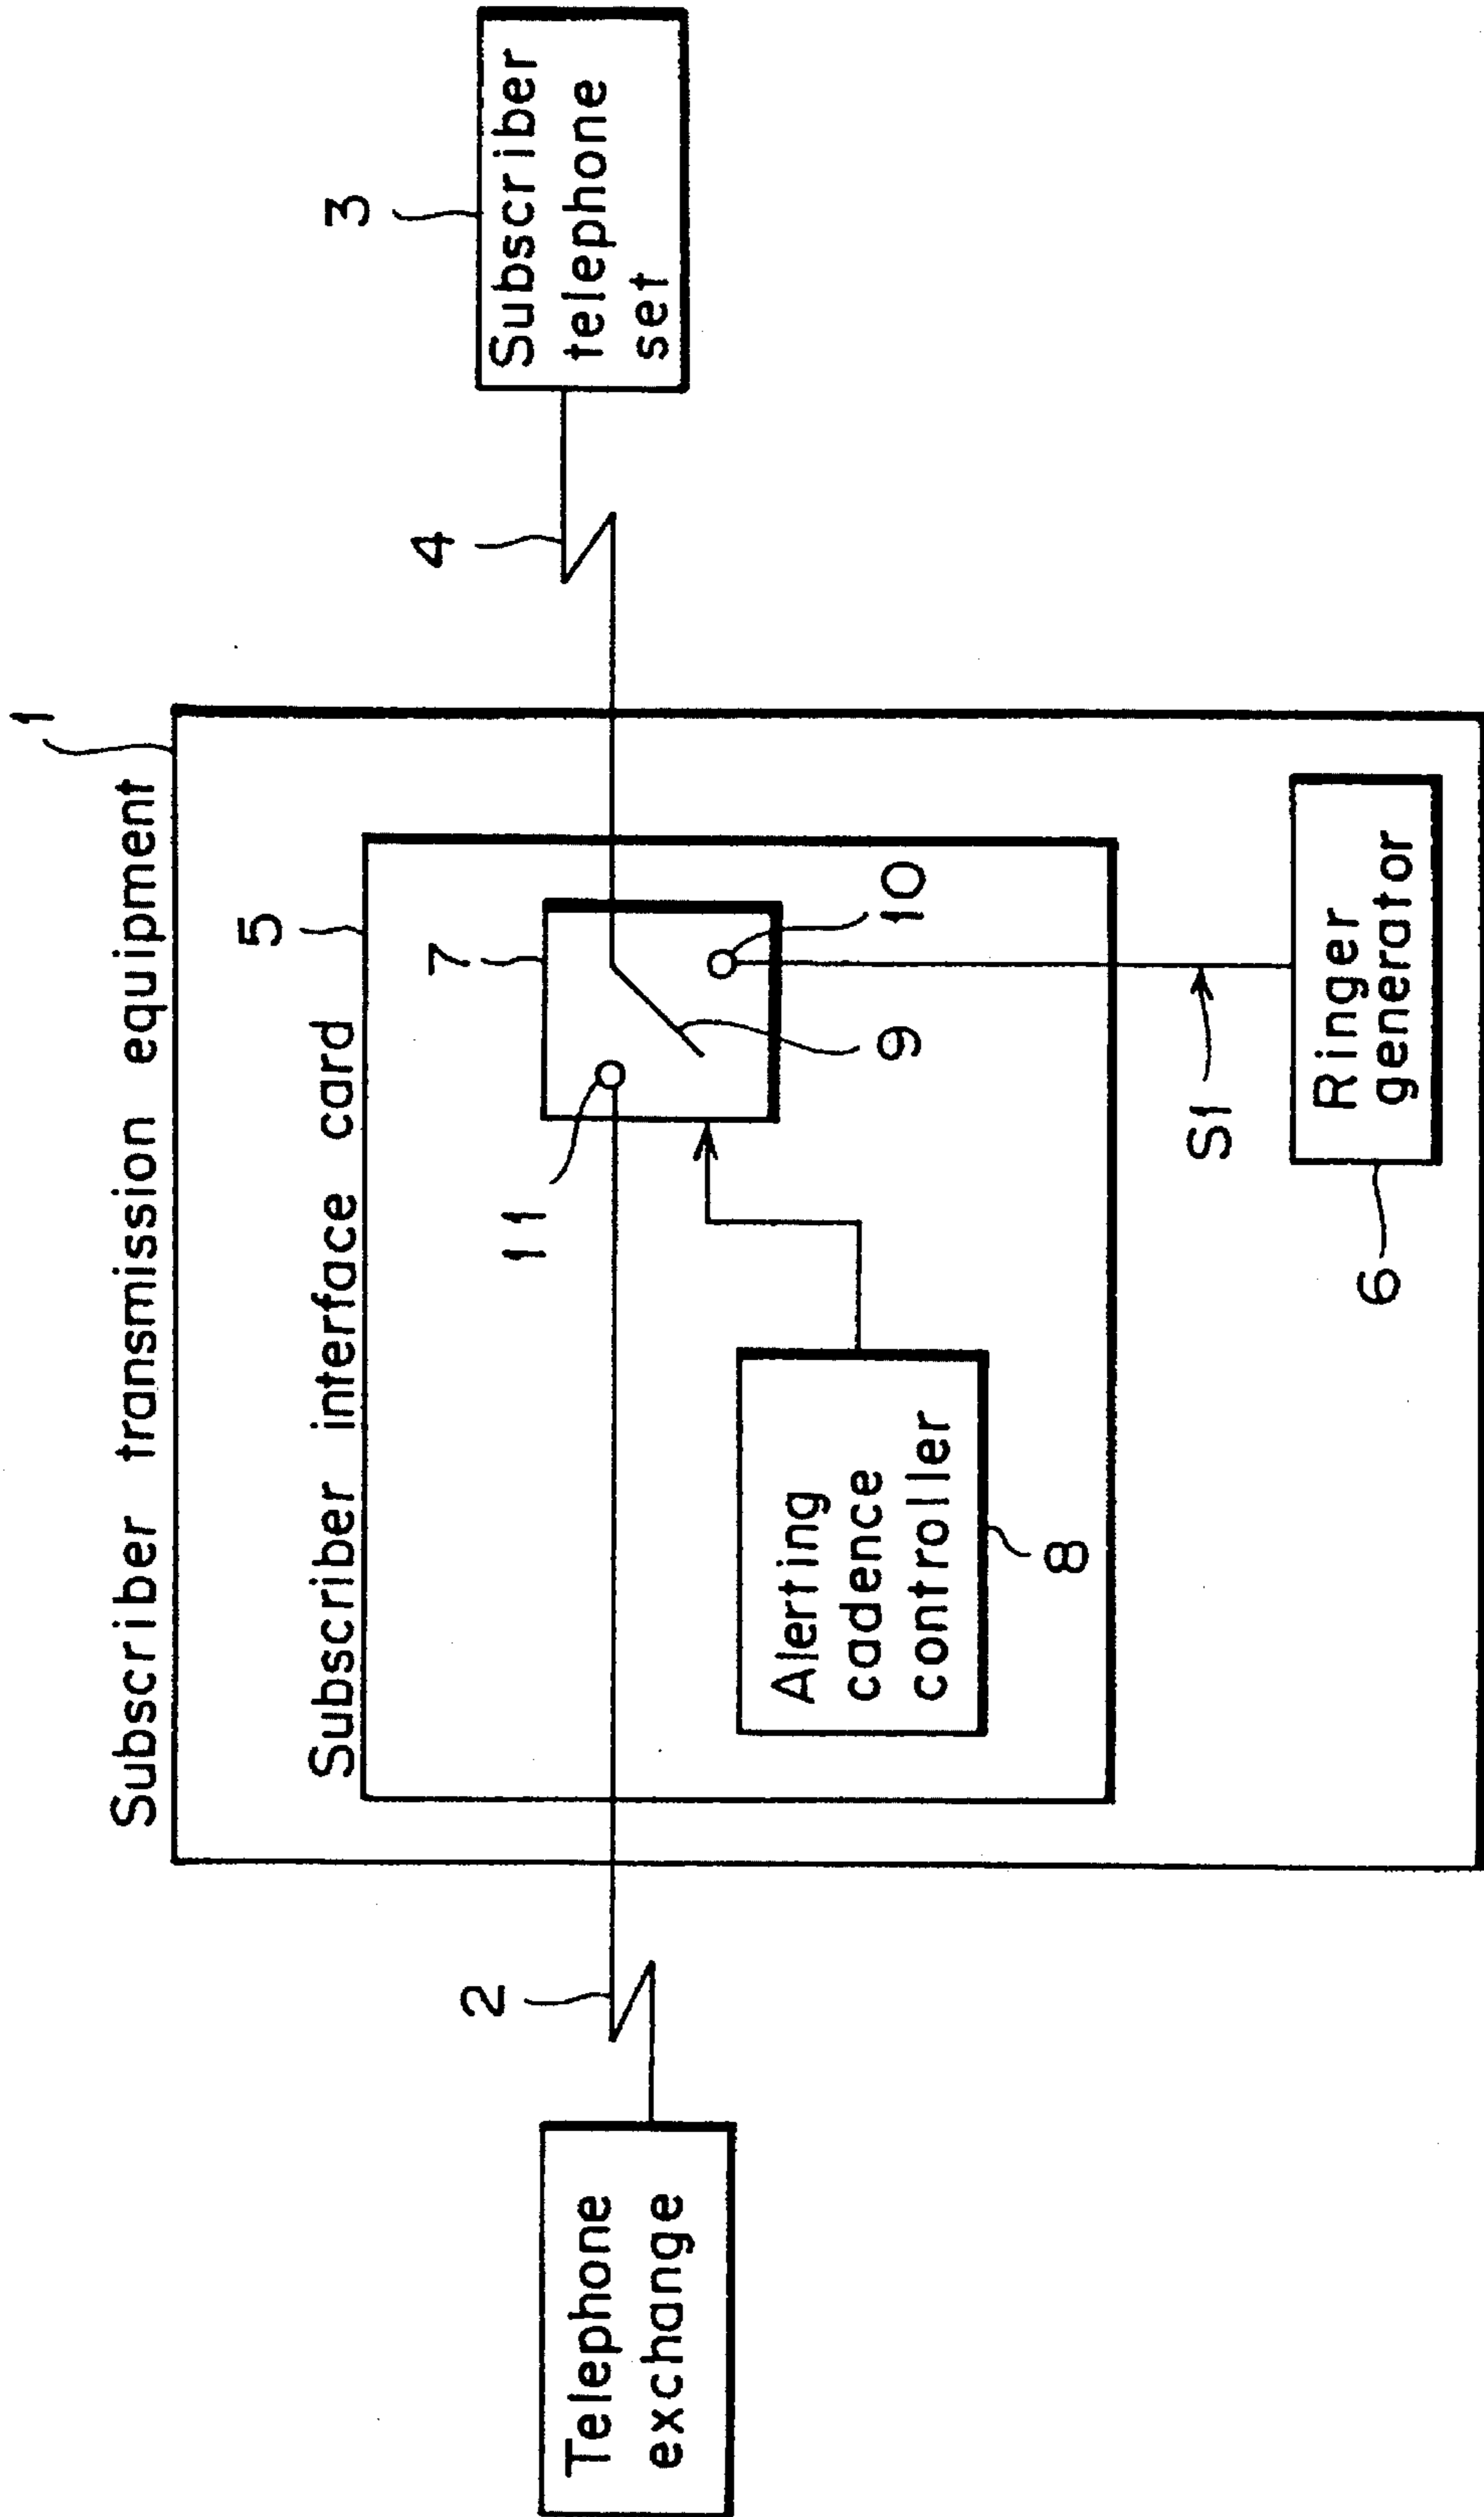 Subscriber transmission equipment
1
Subscriber interface card
5
3
4
7
2
11
Telephone
exchange
Subscriber
telephone
set
10
9
Alerting
cadence
controller
8
S1
Ringer
generator
6